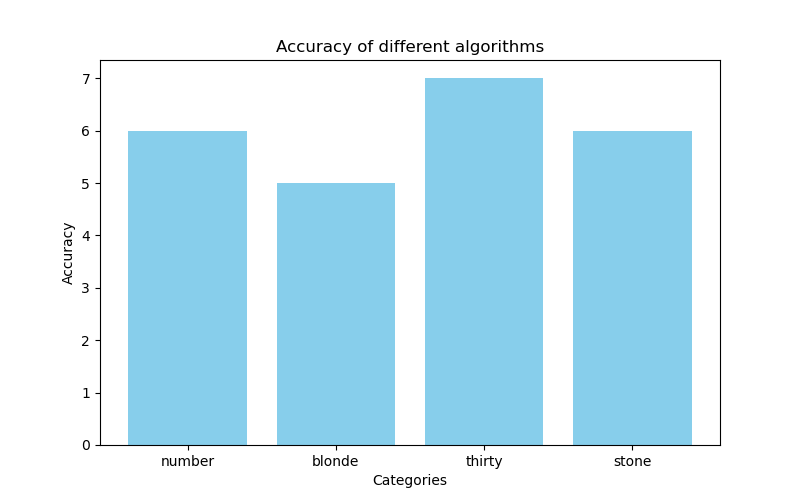 Accuracy of different algorithms
7
6
5
4
3
2
1
0
Accuracy
number blonde thirty stone
Categories